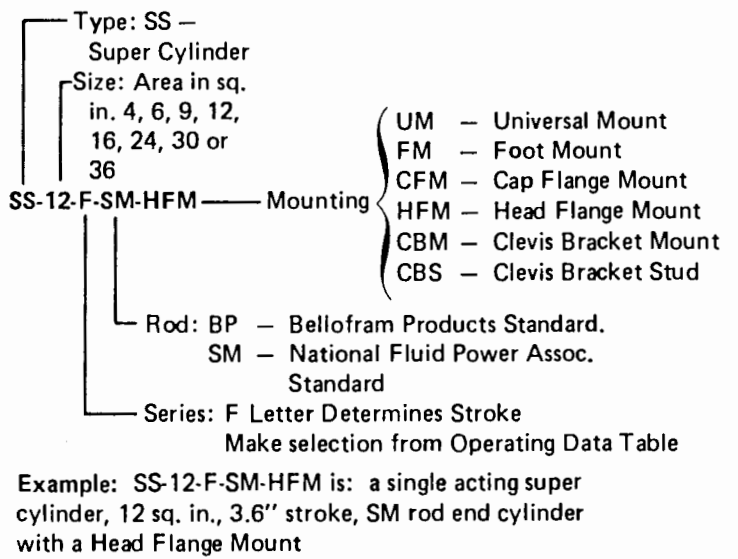 Type: SS –
Super Cylinder
Size: Area in sq.
in. 4, 6, 9, 12,
16, 24, 30 or
36
SS-12-F-SM-HFM
Mounting
UM – Universal Mount
FM – Foot Mount
CFM – Cap Flange Mount
HFM – Head Flange Mount
CBM – Clevis Bracket Mount
CBS – Clevis Bracket Stud
Rod: BP – Bellofram Products Standard.
SM – National Fluid Power Assoc.
Standard
Series: F Letter Determines Stroke
Make selection from Operating Data Table
Example: SS-12-F-SM-HFM is: a single acting super
cylinder, 12 sq. in., 3.6'' stroke, SM rod end cylinder
with a Head Flange Mount